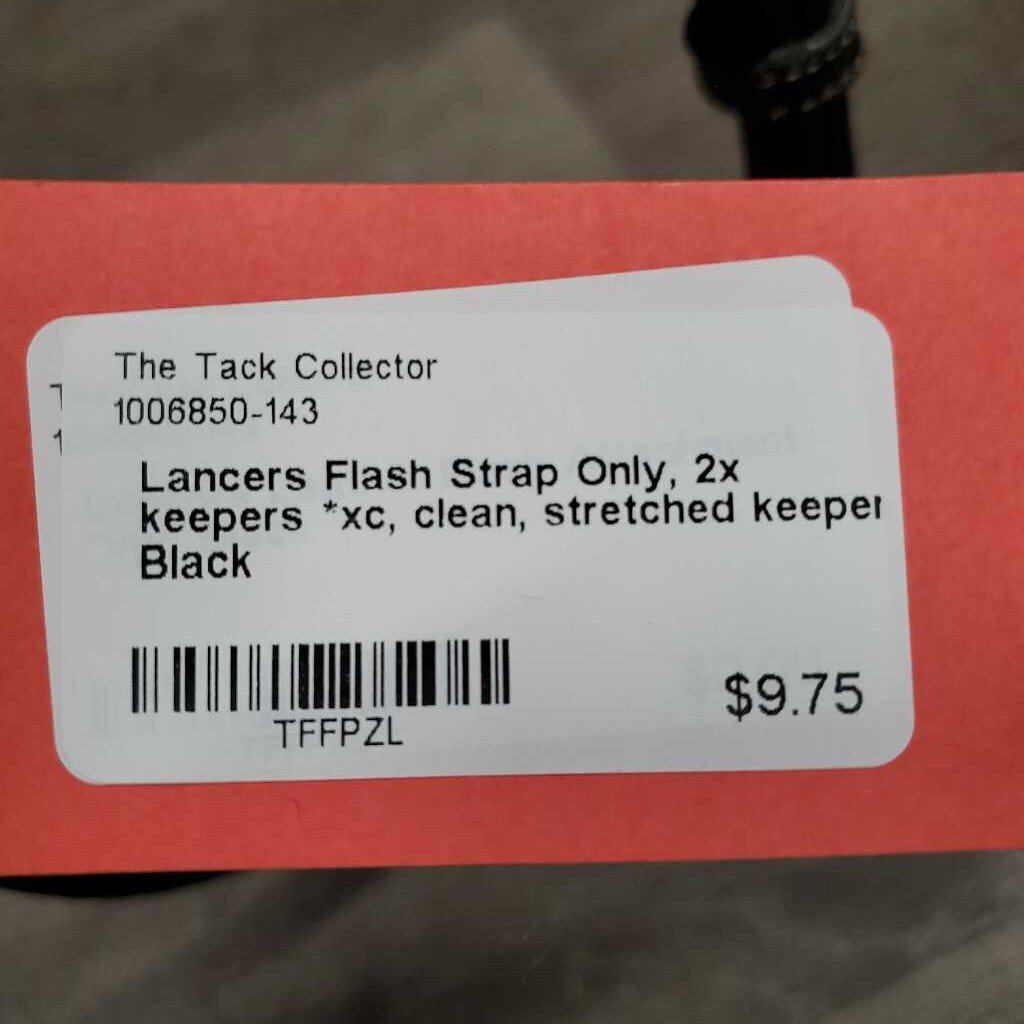 The Tack Collector
1006850-143
Lancers Flash Strap Only, 2x
keepers *xc, clean, stretched keeper
Black
TFFPZL
$9.75